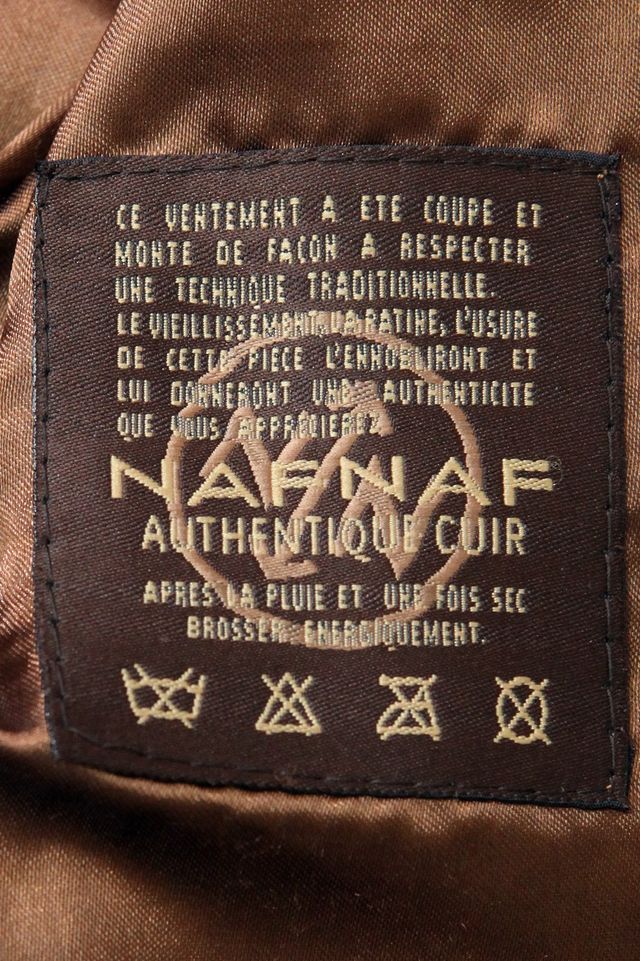 CE VENTEMENT A ETE COUPE ET
MONTE DE FAÇON A RESPECTER
UNE TECHNIQUE TRADITIONNELLE.
LE VIEILLISSEMENT, LA PATINE, L'USURE
DE CETTE PIECE L'ENNOBLIRONT ET
LUI DONNERONT UNE AUTHENTICITE
QUE VOUS APPRECIEREZ
NAFNAF
AUTHENTIQUE CUIR
APRES LA PLUIE ET UNE FOIS SEC
BROSSER ENERGIQUEMENT.